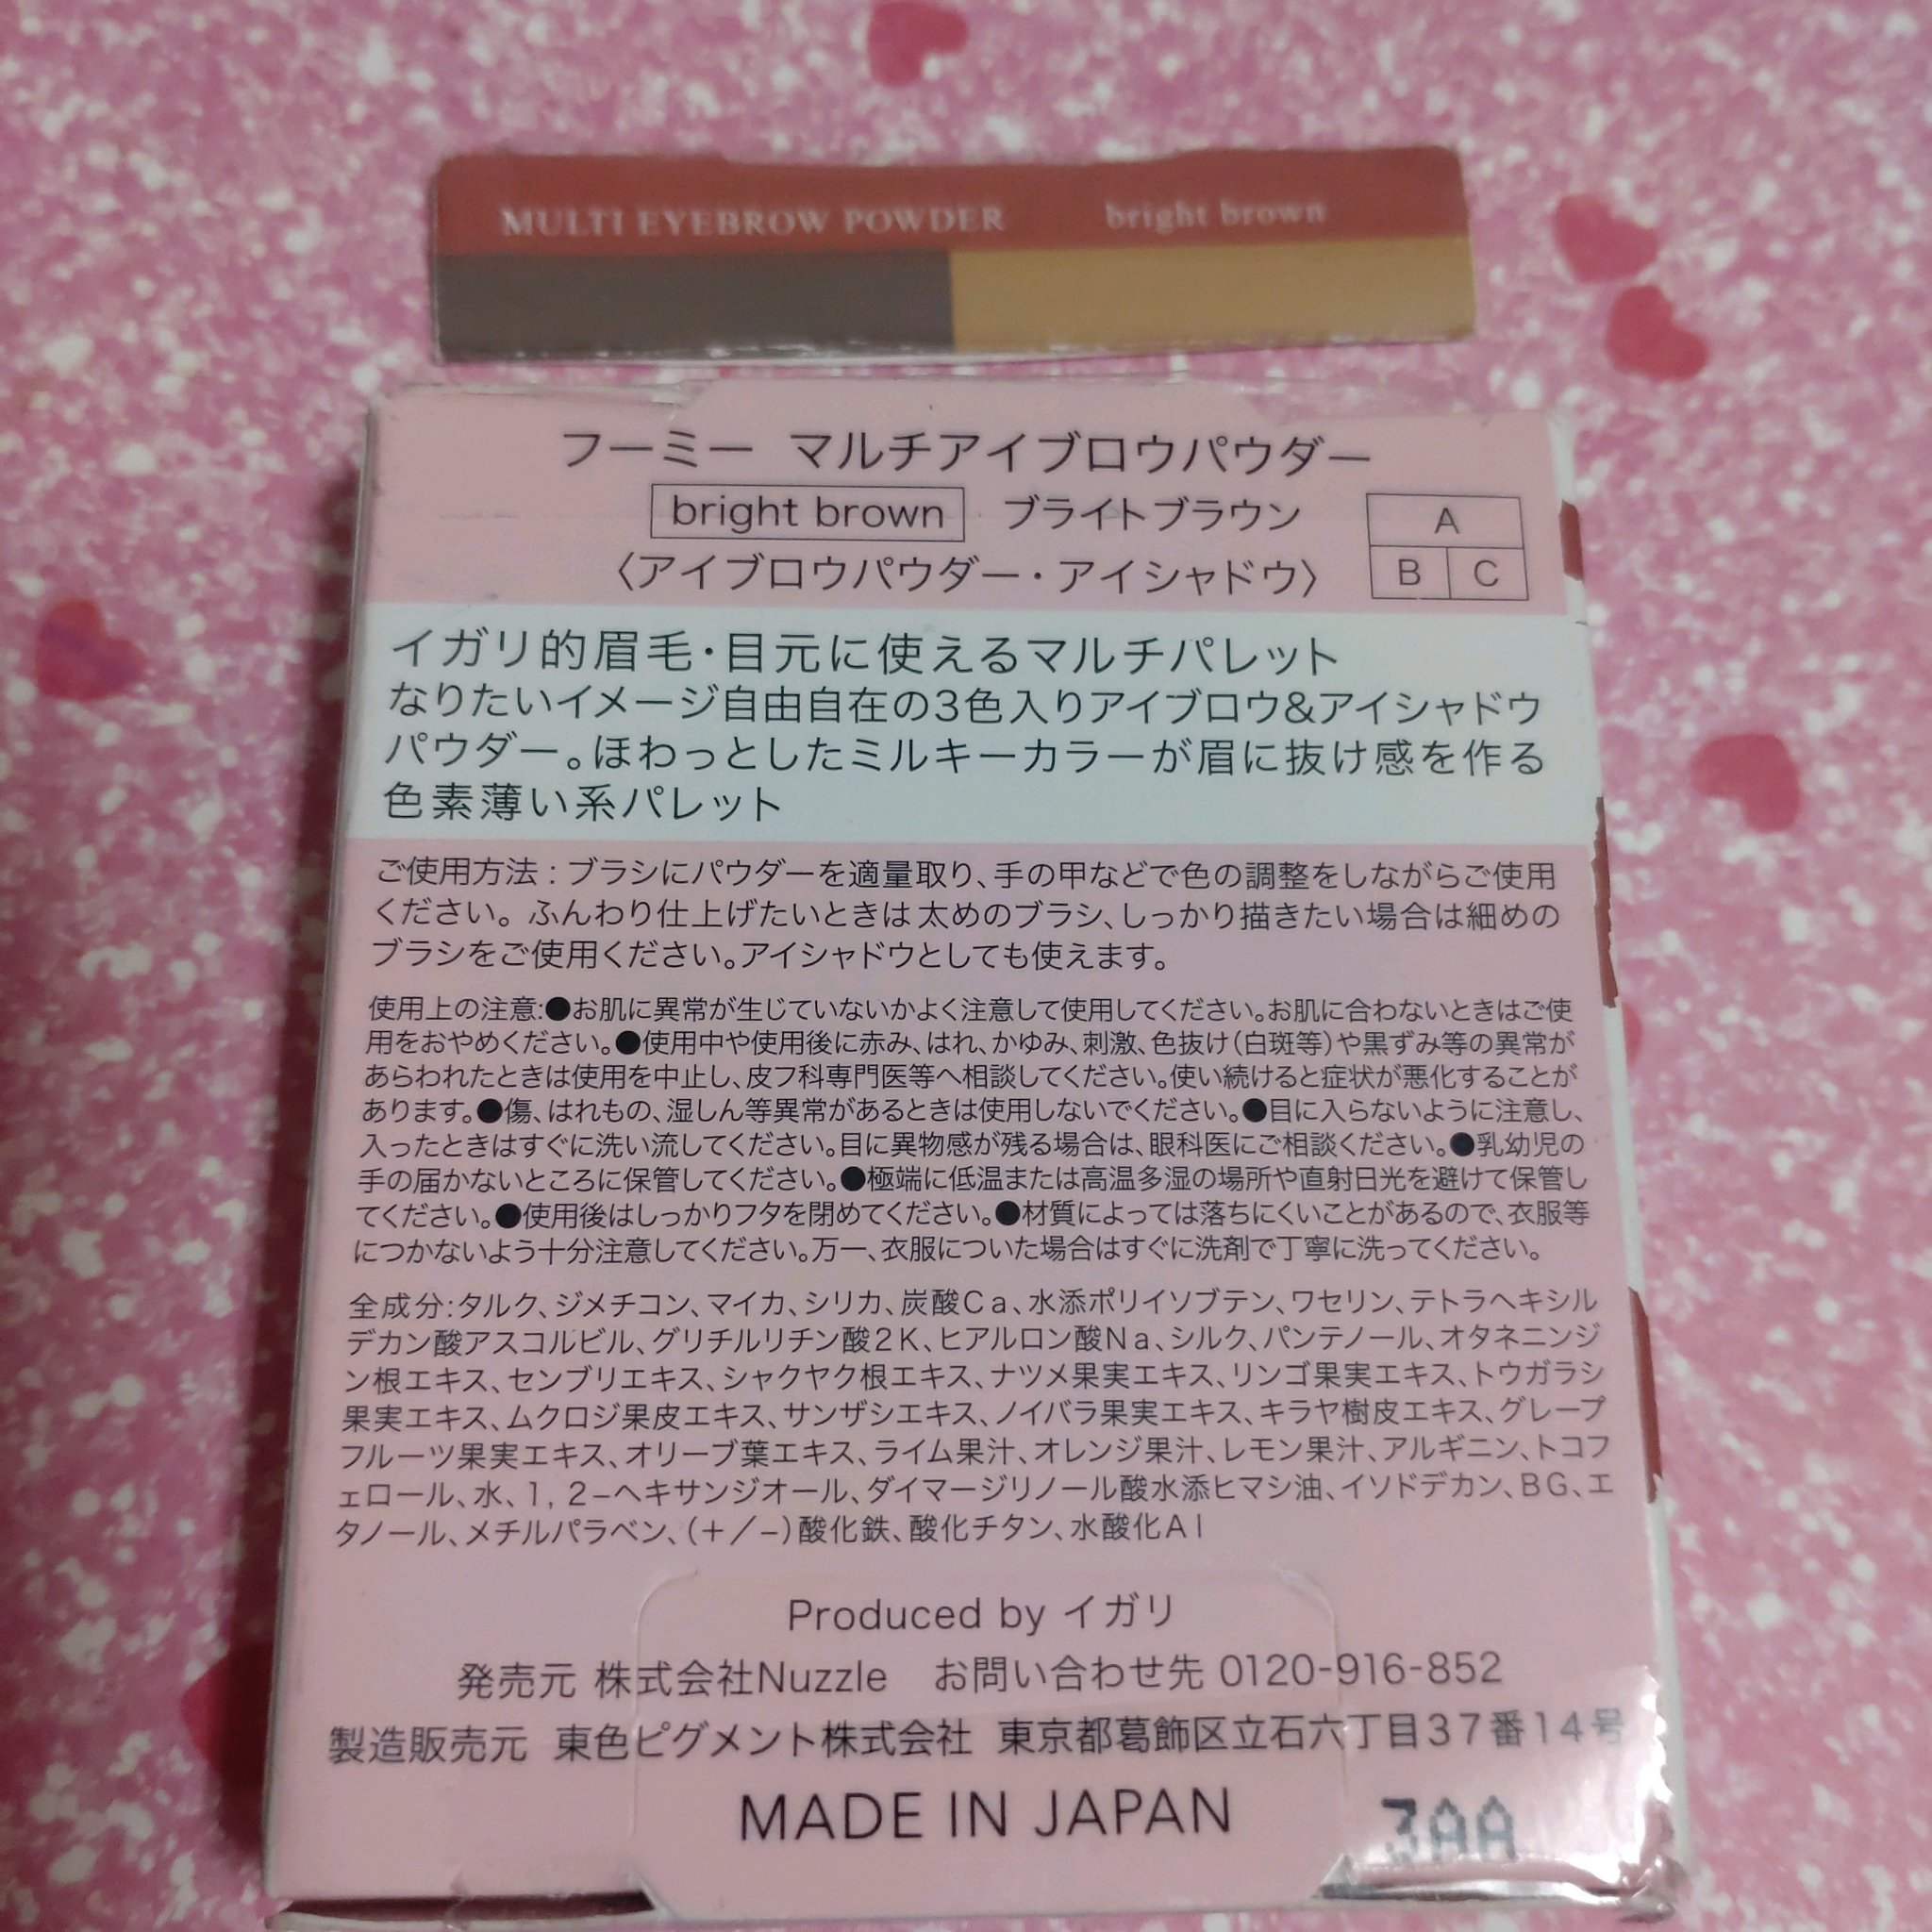 MULTI EYEBROW POWDER bright brown
フーミー マルチアイブロウパウダー
bright brown ブライトブラウン
A
B C
〈アイブロウパウダー・アイシャドウ〉
イガリ的眉毛・目元に使えるマルチパレット
なりたいイメージ自由自在の3色入りアイブロウ&アイシャドウ
パウダー。ほわっとしたミルキーカラーが眉に抜け感を作る
色素薄い系パレット
ご使用方法：ブラシにパウダーを適量取り、手の甲などで色の調整をしながらご使用
ください。ふんわり仕上げたいときは太めのブラシ、しっかり描きたい場合は細めの
ブラシをご使用ください。アイシャドウとしても使えます。
使用上の注意:●お肌に異常が生じていないかよく注意して使用してください。お肌に合わないときはご使
用をおやめください。●使用中や使用後に赤み、はれ、かゆみ、刺激、色抜け(白斑等)や黒ずみ等の異常が
あらわれたときは使用を中止し、皮フ科専門医等へ相談してください。使い続けると症状が悪化することが
あります。●傷、はれもの、湿しん等異常があるときは使用しないでください。●目に入らないように注意し、
入ったときはすぐに洗い流してください。目に異物感が残る場合は、眼科医にご相談ください。●乳幼児の
手の届かないところに保管してください。●極端に低温または高温多湿の場所や直射日光を避けて保管し
てください。●使用後はしっかりフタを閉めてください。●材質によっては落ちにくいことがあるので、衣服等
につかないよう十分注意してください。万一、衣服についた場合はすぐに洗剤で丁寧に洗ってください。
全成分:タルク、ジメチコン、マイカ、シリカ、炭酸Ca、水添ポリイソブテン、ワセリン、テトラヘキシル
デカン酸アスコルビル、グリチルリチン酸2K、ヒアルロン酸Na、シルク、パンテノール、オタネニンジ
ン根エキス、センブリエキス、シャクヤク根エキス、ナツメ果実エキス、リンゴ果実エキス、トウガラシ
果実エキス、ムクロジ果皮エキス、サンザシエキス、ノイバラ果実エキス、キラヤ樹皮エキス、グレープ
フルーツ果実エキス、オリーブ葉エキス、ライム果汁、オレンジ果汁、レモン果汁、アルギニン、トコフ
ェロール、水、1, 2−ヘキサンジオール、ダイマージリノール酸水添ヒマシ油、イソドデカン、BG、エ
タノール、メチルパラベン、(＋／−)酸化鉄、酸化チタン、水酸化Al
Produced by イガリ
発売元 株式会社Nuzzle お問い合わせ先 0120-916-852
製造販売元 東色ピグメント株式会社 東京都葛飾区立石六丁目37番14号
MADE IN JAPAN
3AA